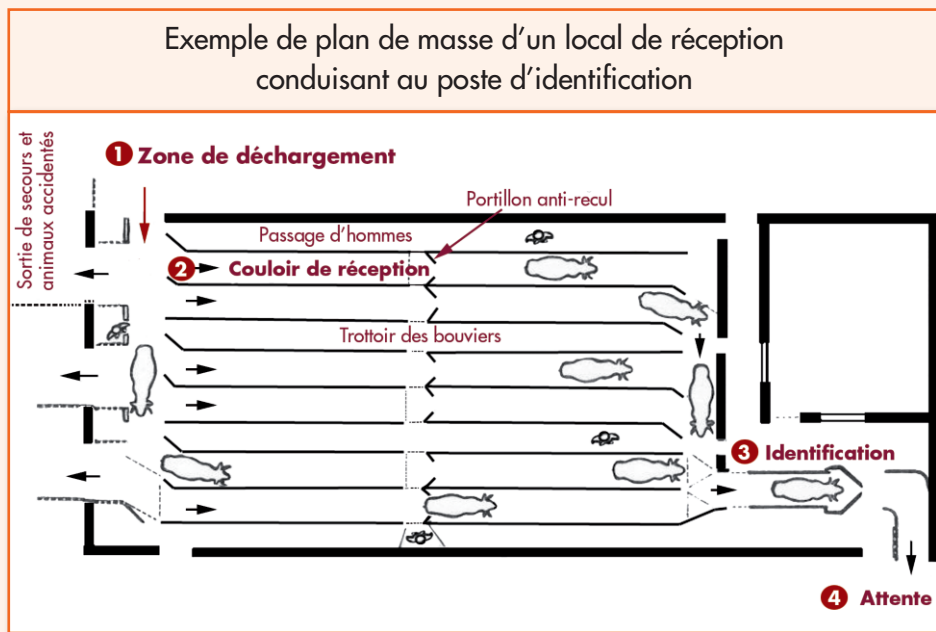 Exemple de plan de masse d'un local de réception
conduisant au poste d'identification
Sortie de secours et
animaux accidentés
1 Zone de déchargement
Portillon anti-recul
Passage d'hommes
2 Couloir de réception
Trottoir des bouviers
3 Identification
4 Attente